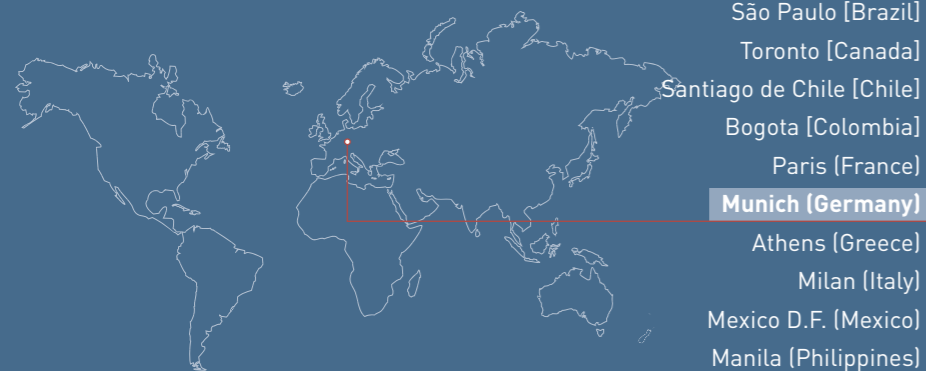 São Paulo [Brazil]
Toronto [Canada]
Santiago de Chile [Chile]
Bogota [Colombia]
Paris (France)
Munich (Germany)
Athens (Greece)
Milan (Italy)
Mexico D.F. (Mexico)
Manila (Philippines)